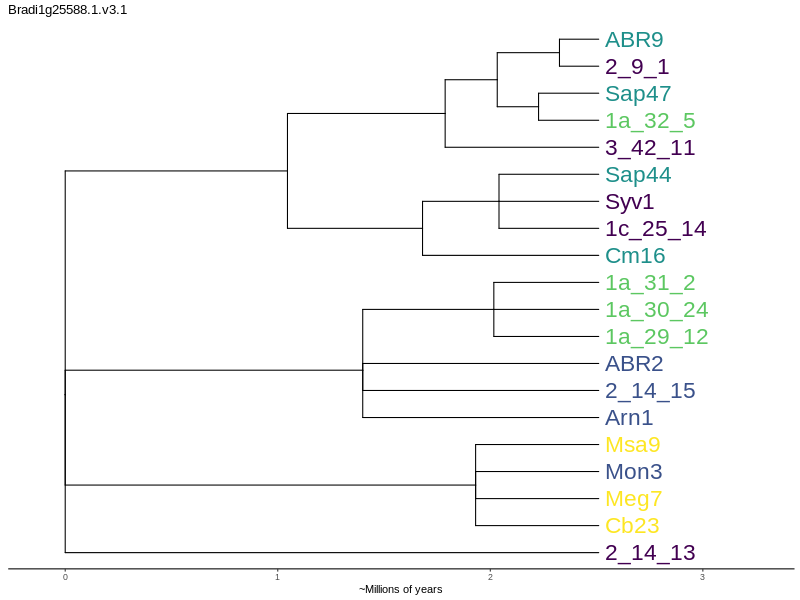 Bradi1g25588.1.v3.1
ABR9
2_9_1
Sap47
1a_32_5
3_42_11
Sap44
Syv1
1c_25_14
Cm16
1a_31_2
1a_30_24
1a_29_12
ABR2
2_14_15
Arn1
Msa9
Mon3
Meg7
Cb23
2_14_13
0 1 2 3
~Millions of years